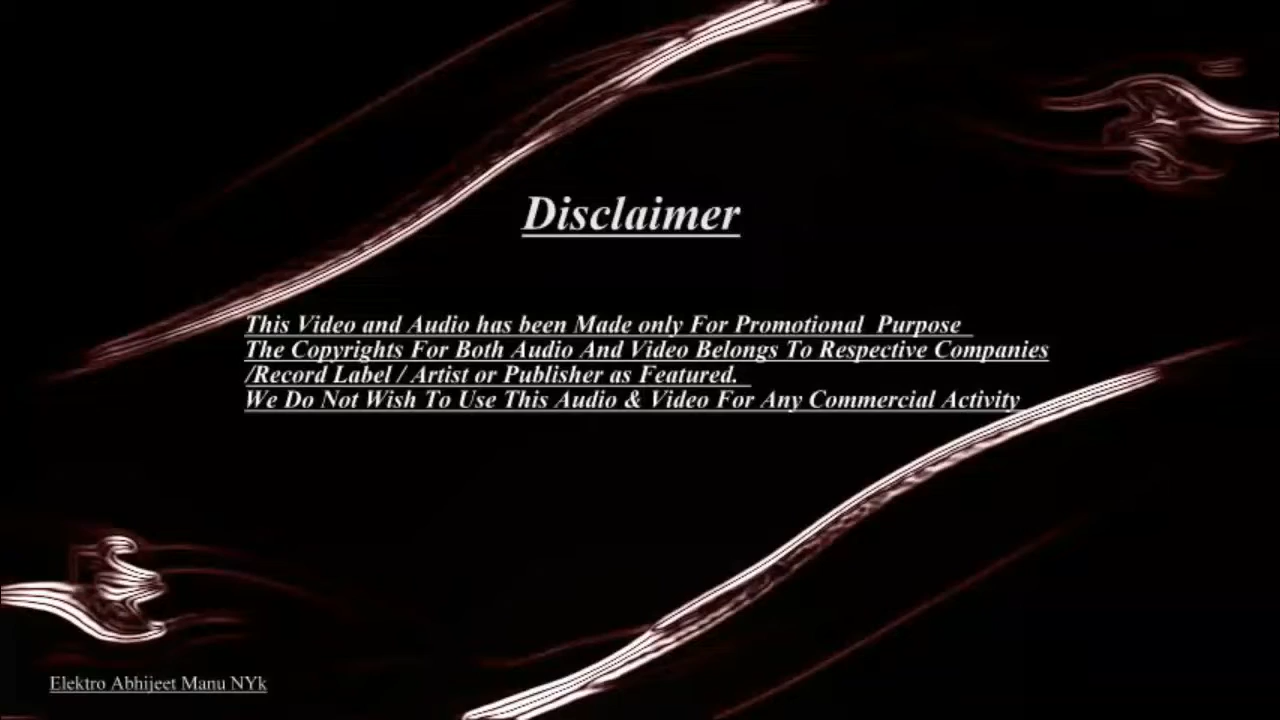 Disclaimer
This Video and Audio has been Made only For Promotional Purpose
The Copyrights For Both Audio And Video Belongs To Respective Companies
/Record Label / Artist or Publisher as Featured.
We Do Not Wish To Use This Audio & Video For Any Commercial Activity
Elektro Abhijeet Manu NYk